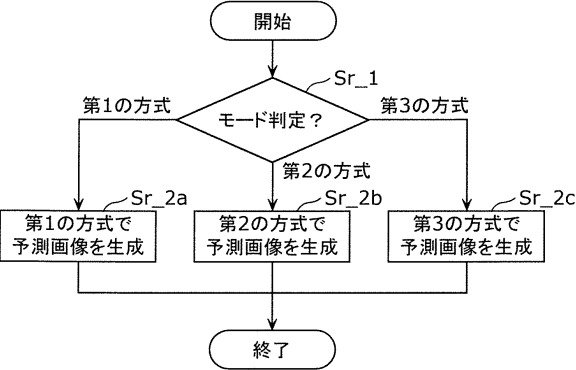 開始
Sr_1
第1の方式
モード判定？
第3の方式
第2の方式
Sr_2a
Sr_2b
Sr_2c
第1の方式で
予測画像を生成
第2の方式で
予測画像を生成
第3の方式で
予測画像を生成
終了